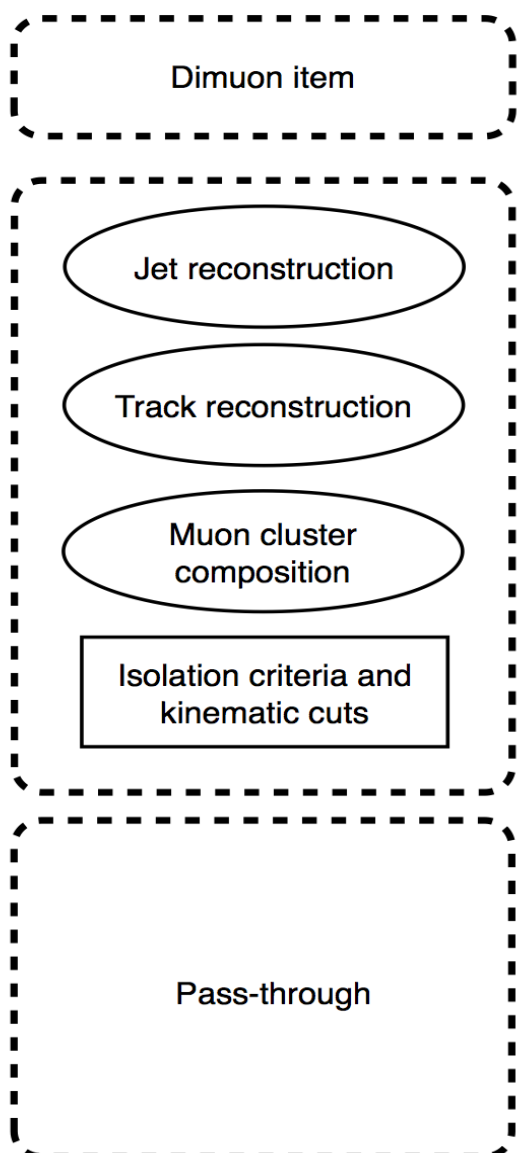 Dimuon item
Jet reconstruction
Track reconstruction
Muon cluster
composition
Isolation criteria and
kinematic cuts
Pass-through